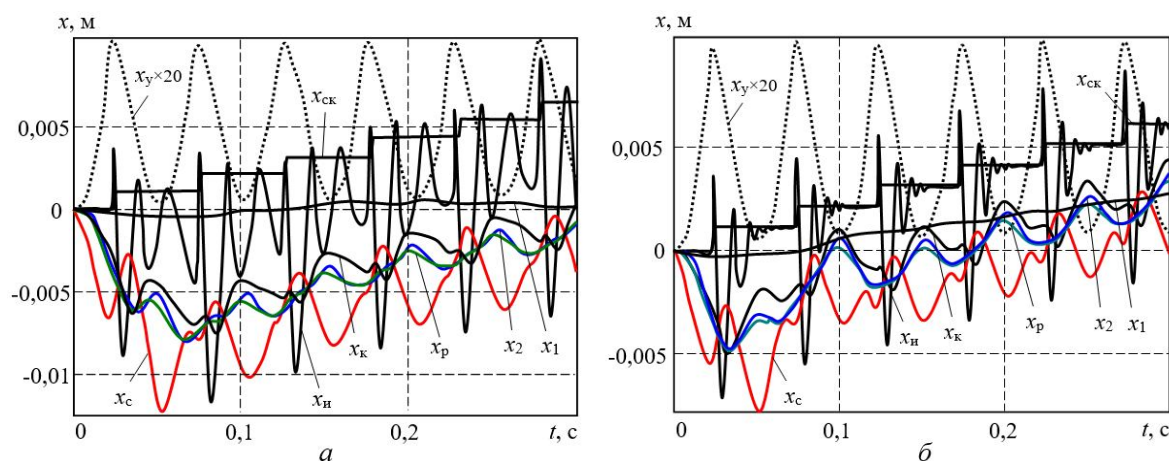 x, м
x, м
xу×20
xск
0,005
0
-0,005
-0,01
xс
xи
xк
xр
x2
x1
0
0,1
0,2
t, с
а
xу×20
xск
0,005
0
-0,005
xс
xи
xк
xр
x2
x1
0
0,1
0,2
t, с
б